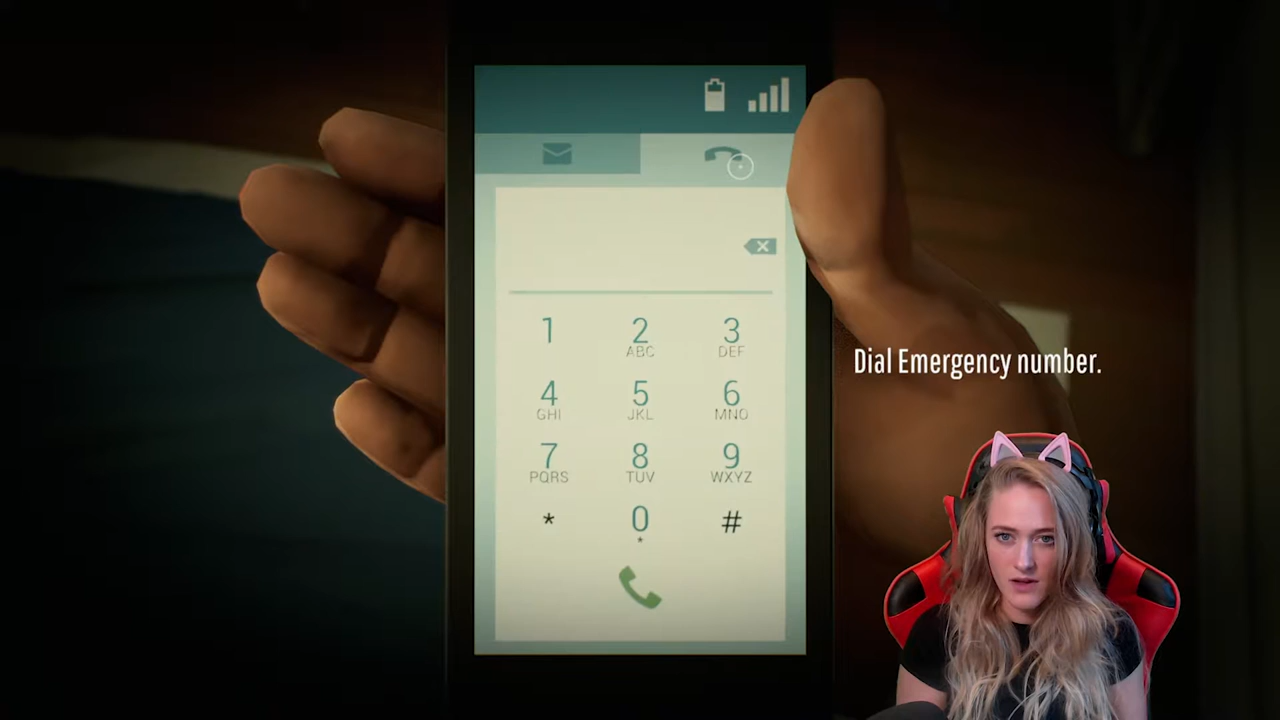 1 2 3
ABC DEF
Dial Emergency number.
4 5 6
GHI JKL MNO
7 8 9
PQRS TUV WXYZ
* 0 #